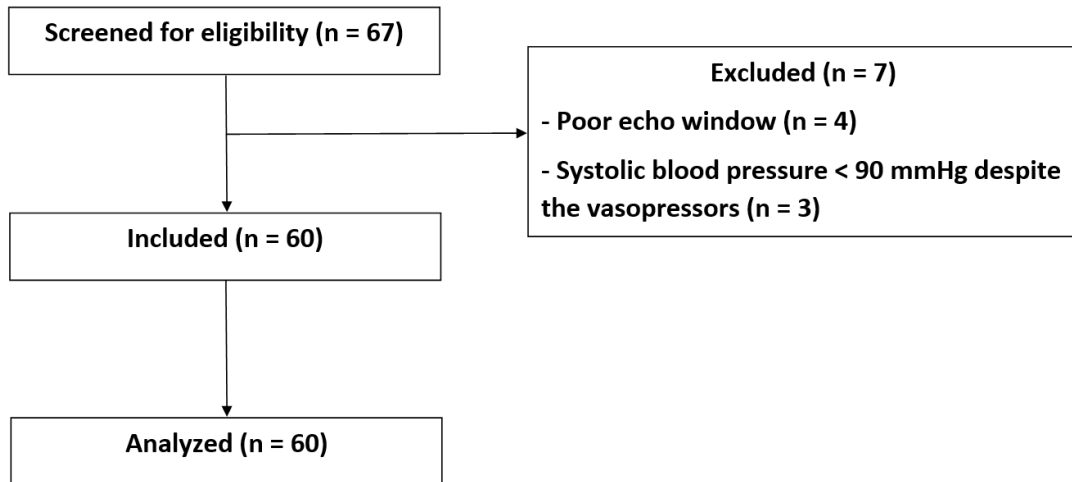 Screened for eligibility (n = 67)
Excluded (n = 7)
- Poor echo window (n = 4)
- Systolic blood pressure < 90 mmHg despite
the vasopressors (n = 3)
Included (n = 60)
Analyzed (n = 60)